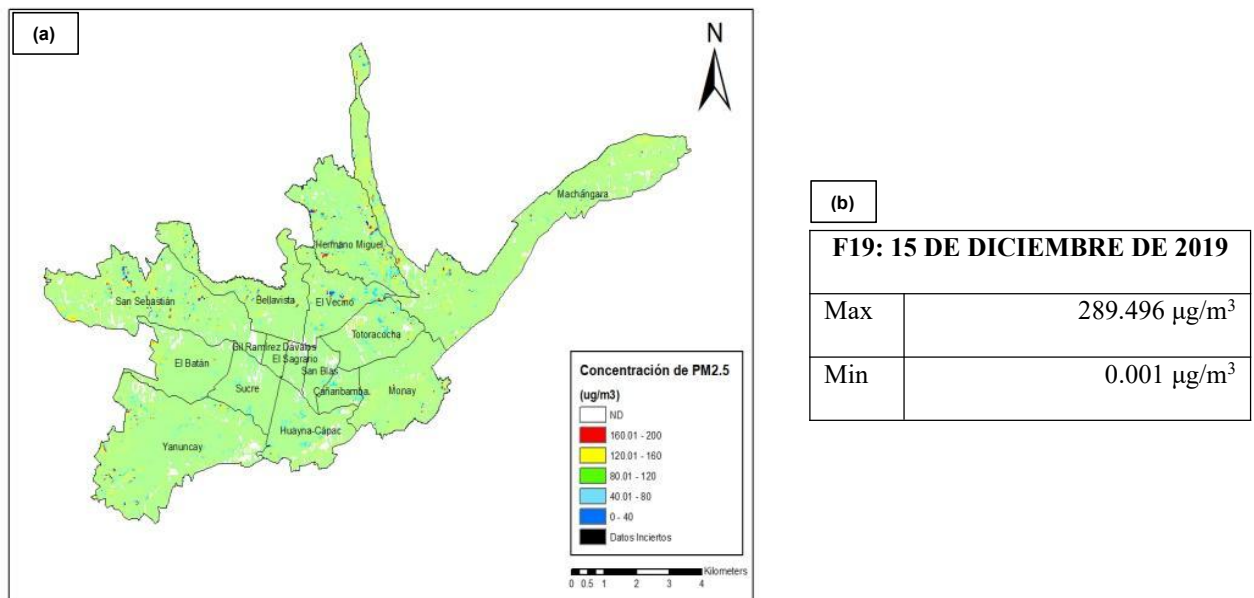 (a)
N
Machángara
Hermano Miguel
San Sebastián
Bellavista
El Vecino
Totoracocha
Gil Ramírez Dávalos
El Sagrario
El Batán
San Blas
Sucre
Cañaribamba.
Monay
Huayna-Cápac
Yanuncay
Concentración de PM2.5
(ug/m3)
ND
160.01 - 200
120.01 - 160
80.01 - 120
40.01 - 80
0 - 40
Datos Inciertos
Kilometers
0 0.5 1 2 3 4
(b)
F19: 15 DE DICIEMBRE DE 2019
Max 289.496 µg/m³
Min 0.001 µg/m³